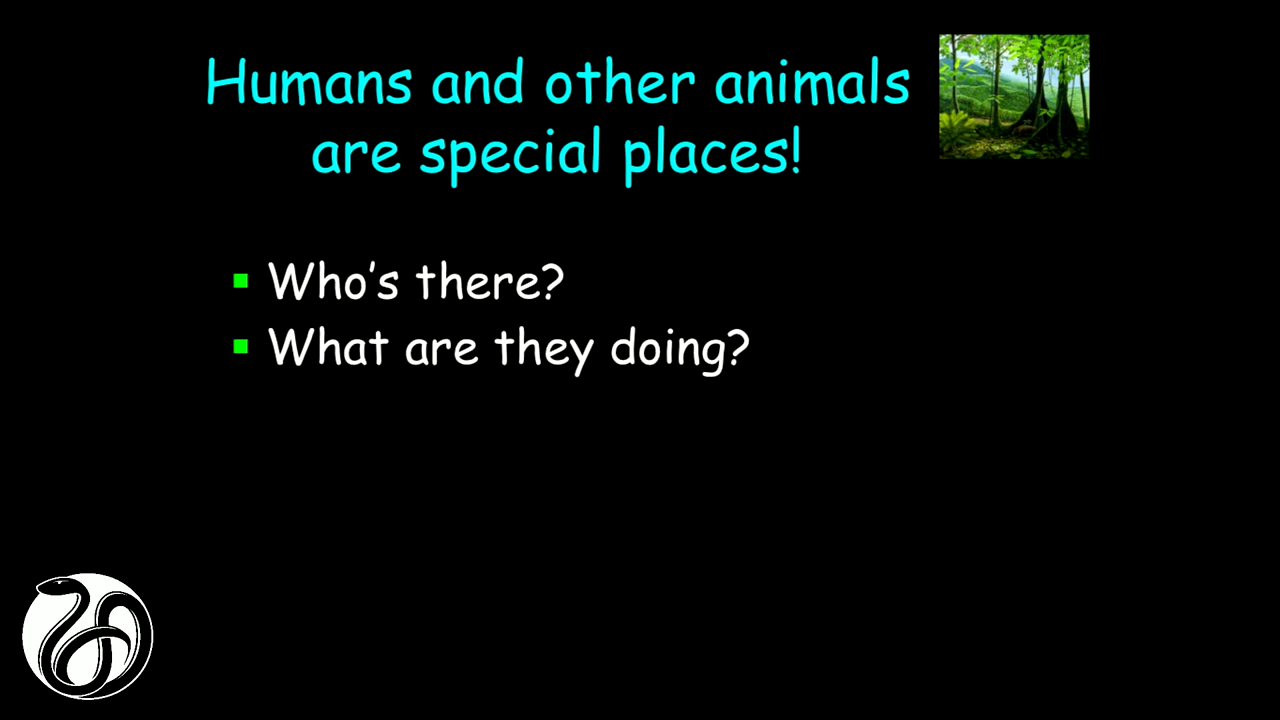 Humans and other animals
are special places!
Who's there?
What are they doing?